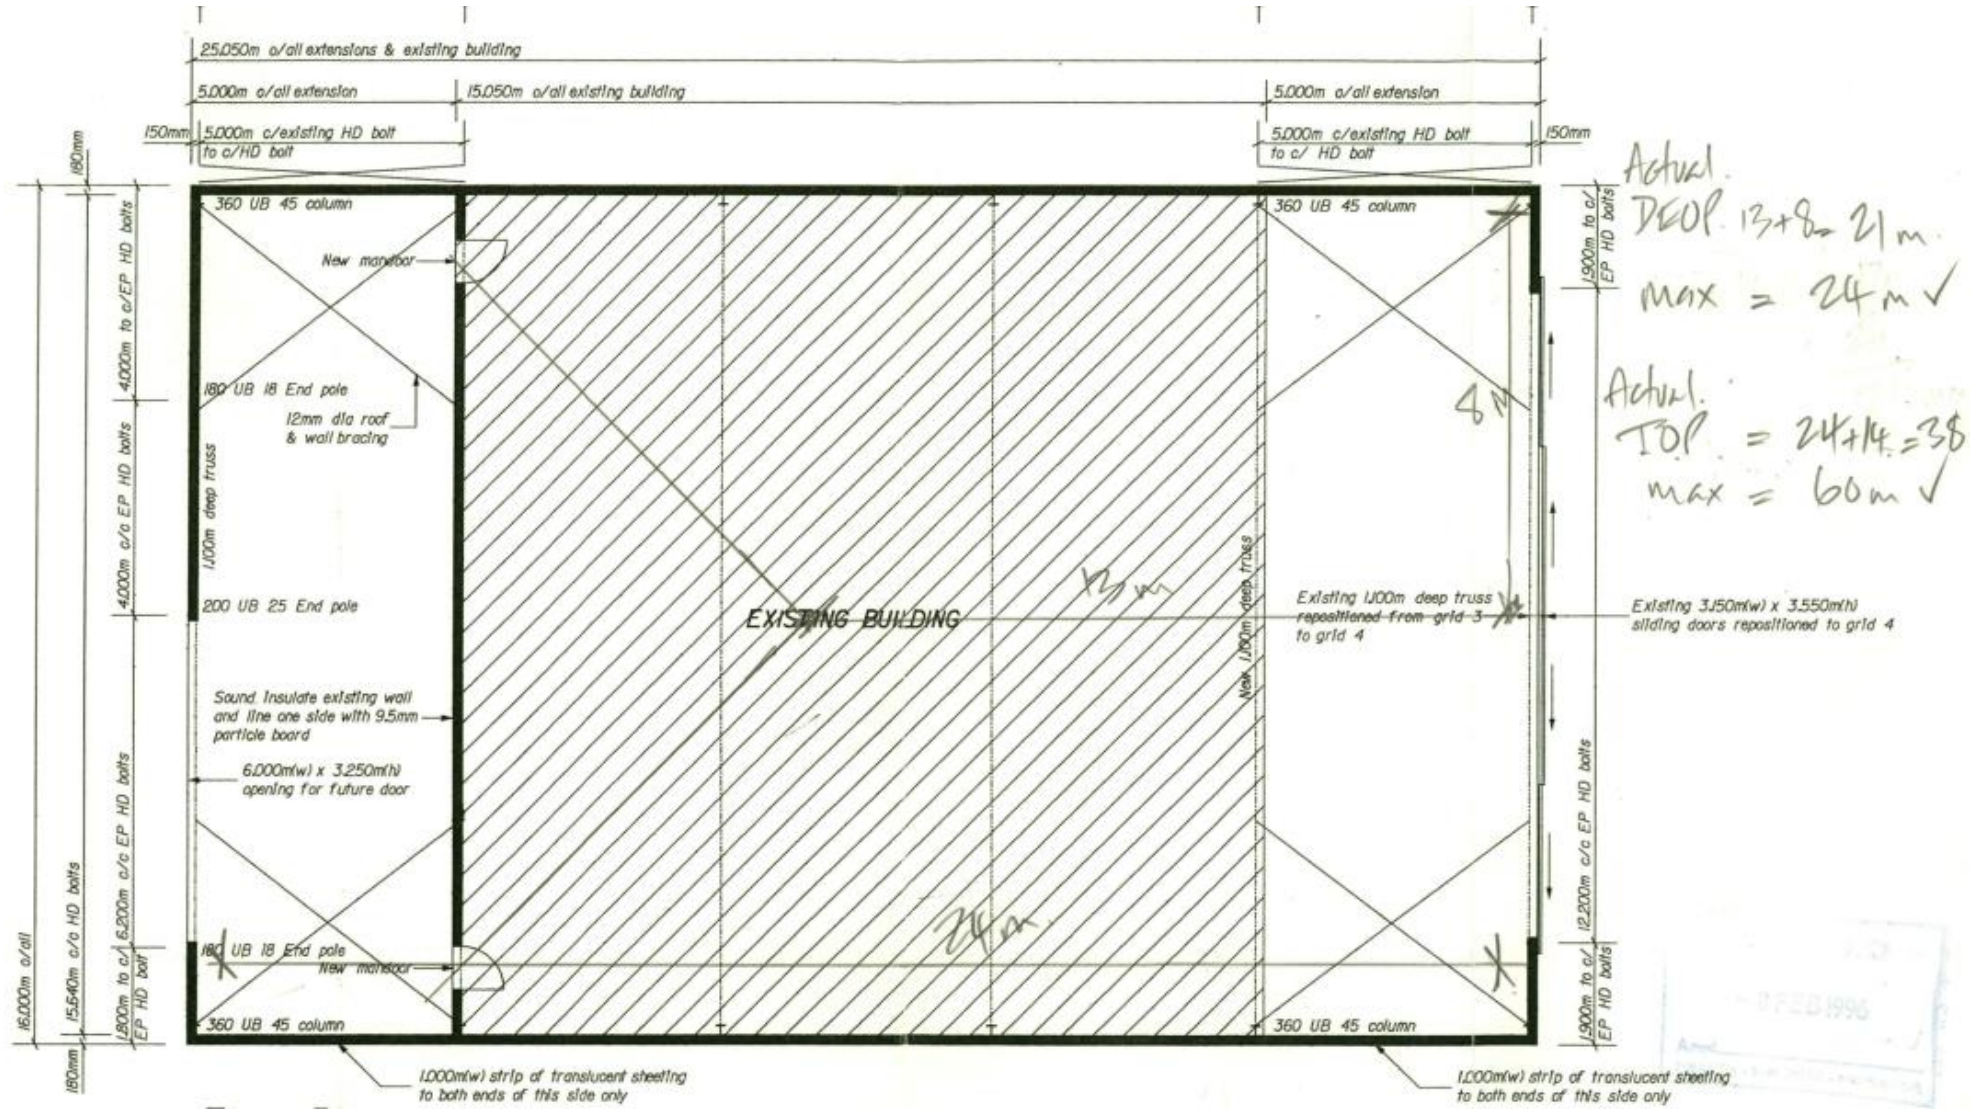 25.050m o/all extensions & existing building
5.000m o/all extension
15.050m o/all existing building
5.000m o/all extension
150mm
5.000m c/existing HD bolt
to c/HD bolt
5.000m c/existing HD bolt
to c/ HD bolt
150mm
180mm
360 UB 45 column
360 UB 45 column
1.900m to c/
EP HD bolts
Actual.
DEOP. 13+8= 21 m.
max = 24 m ✓
New mandoor
4.000m to c/EP HD bolts
180 UB 18 End pole
12mm dia roof
& wall bracing
8M
Actual.
TOP. = 24+14.=38
max = 60 m ✓
1.100m deep truss
4.000m c/c EP HD bolts
200 UB 25 End pole
EXISTING BUILDING
13 m
New 1.100m deep truss
Existing 1.100m deep truss
repositioned from grid 3
to grid 4
Existing 3.150m(w) x 3.550m(h)
sliding doors repositioned to grid 4
Sound insulate existing wall
and line one side with 9.5mm
particle board
6.000m(w) x 3.250m(h)
opening for future door
6.200m c/c EP HD bolts
12.200m c/c EP HD bolts
16.000m o/all
15.640m c/c HD bolts
24 m
180 UB 18 End pole
New mandoor
1.800m to c/
EP HD bolt
1.900m to c/
EP HD bolts
360 UB 45 column
360 UB 45 column
180mm
1.000m(w) strip of translucent sheeting
to both ends of this side only
1.000m(w) strip of translucent sheeting
to both ends of this side only